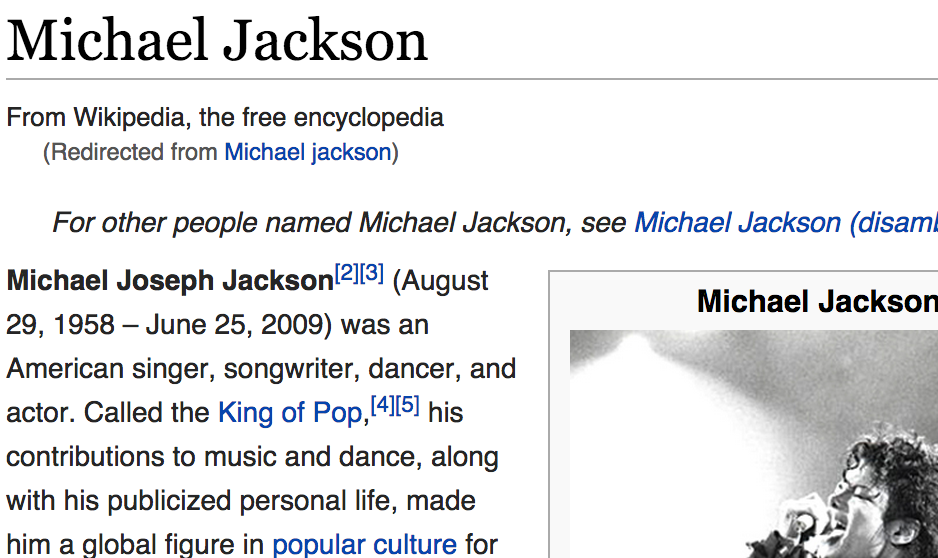 Michael Jackson
From Wikipedia, the free encyclopedia
(Redirected from Michael jackson)
For other people named Michael Jackson, see Michael Jackson (disamb
Michael Joseph Jackson[2][3] (August
29, 1958 – June 25, 2009) was an
American singer, songwriter, dancer, and
actor. Called the King of Pop,[4][5] his
contributions to music and dance, along
with his publicized personal life, made
him a global figure in popular culture for
Michael Jackson